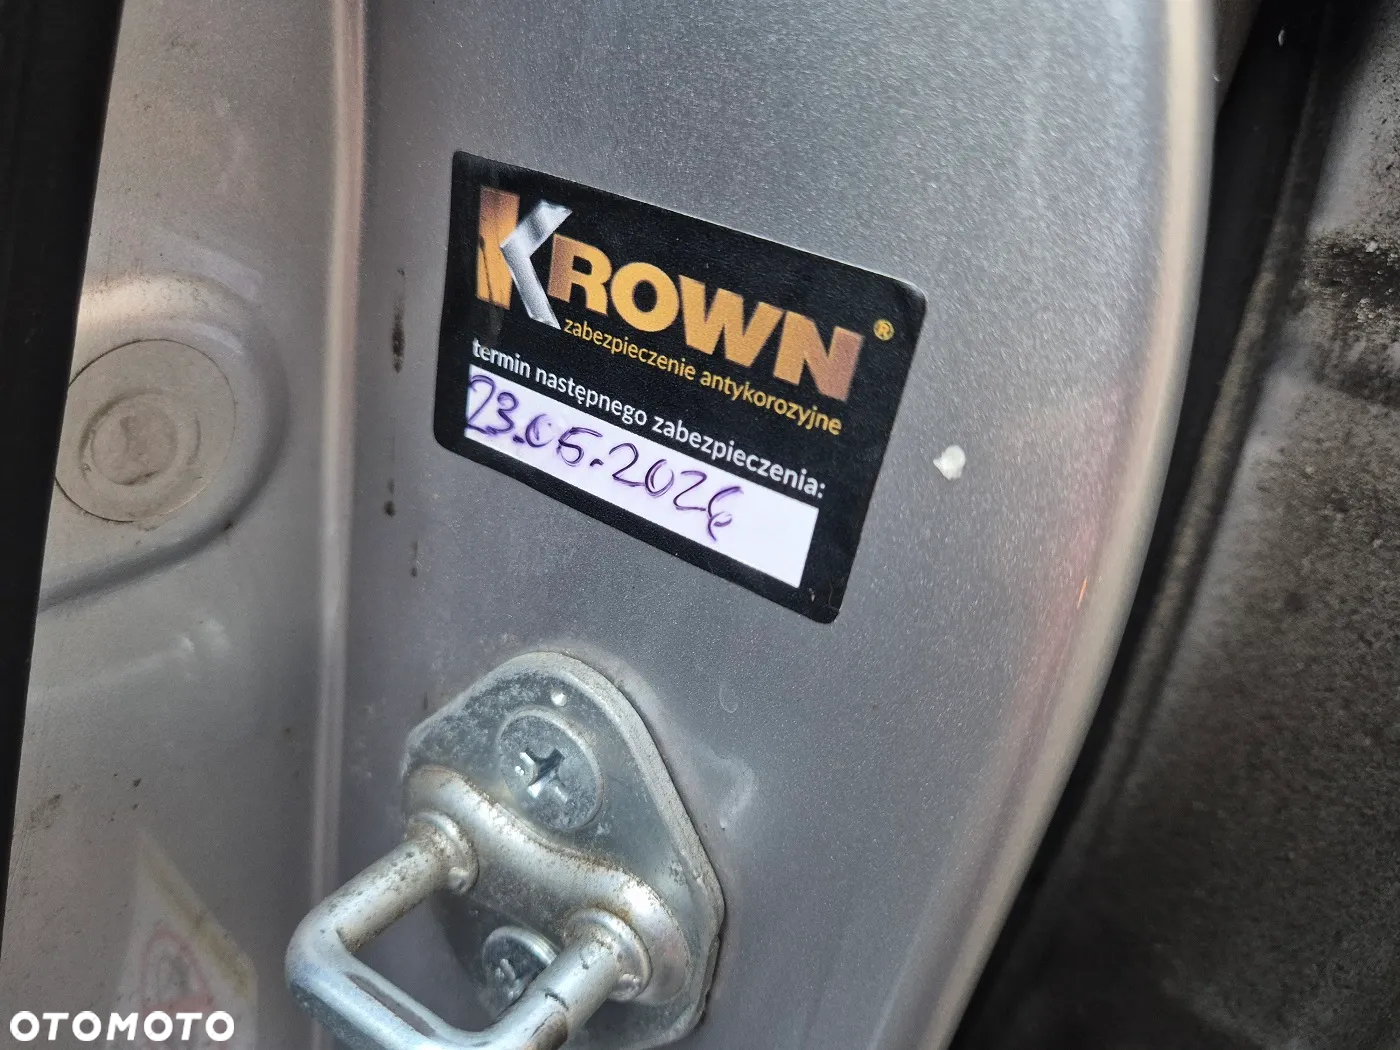 KROWN®
zabezpieczenie antykorozyjne
termin następnego zabezpieczenia:
23.05.2026
OTOMOTO